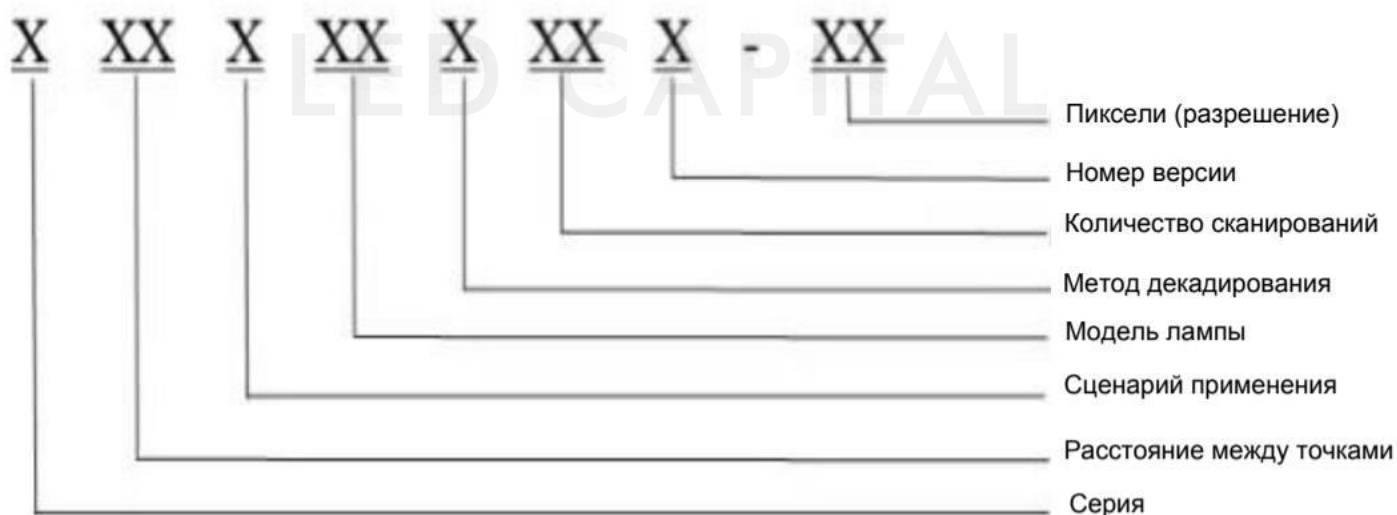 X XX X XX X XX X - XX
LED CAPITAL
Пиксели (разрешение)
Номер версии
Количество сканирований
Метод декадирования
Модель лампы
Сценарий применения
Расстояние между точками
Серия